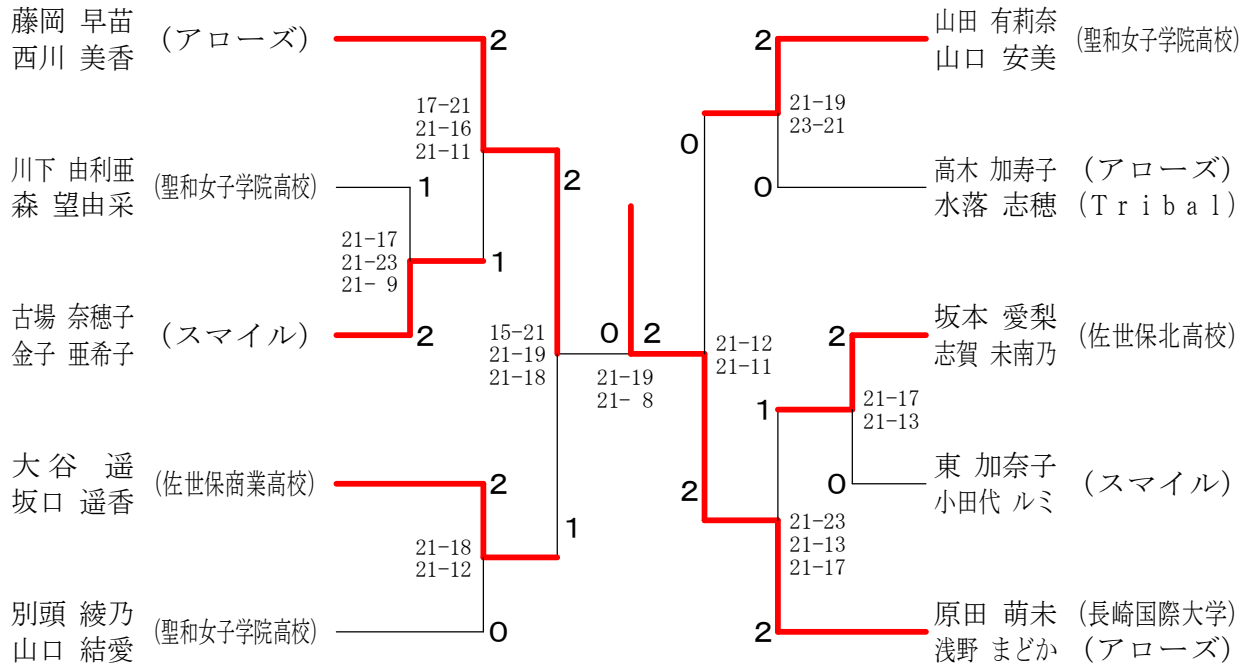 藤岡 早苗
西川 美香
(アローズ)
2
17-21
21-16
21-11
川下 由利亜
森 望由采
(聖和女子学院高校)
1
21-17
21-23
21- 9
1
古場 奈穂子
金子 亜希子
(スマイル)
2
2
15-21
21-19
21-18
大谷 遥
坂口 遥香
(佐世保商業高校)
2
1
21-18
21-12
別頭 綾乃
山口 結愛
(聖和女子学院高校)
0
0
2
21-19
21- 8
2
山田 有莉奈
山口 安美
(聖和女子学院高校)
21-19
23-21
0
0
高木 加寿子 (アローズ)
水落 志穂 (Tribal)
21-12
21-11
2
坂本 愛梨
志賀 未南乃
(佐世保北高校)
21-17
21-13
1
0
東 加奈子
小田代 ルミ
(スマイル)
2
21-23
21-13
21-17
2
原田 萌未 (長崎国際大学)
浅野 まどか (アローズ)